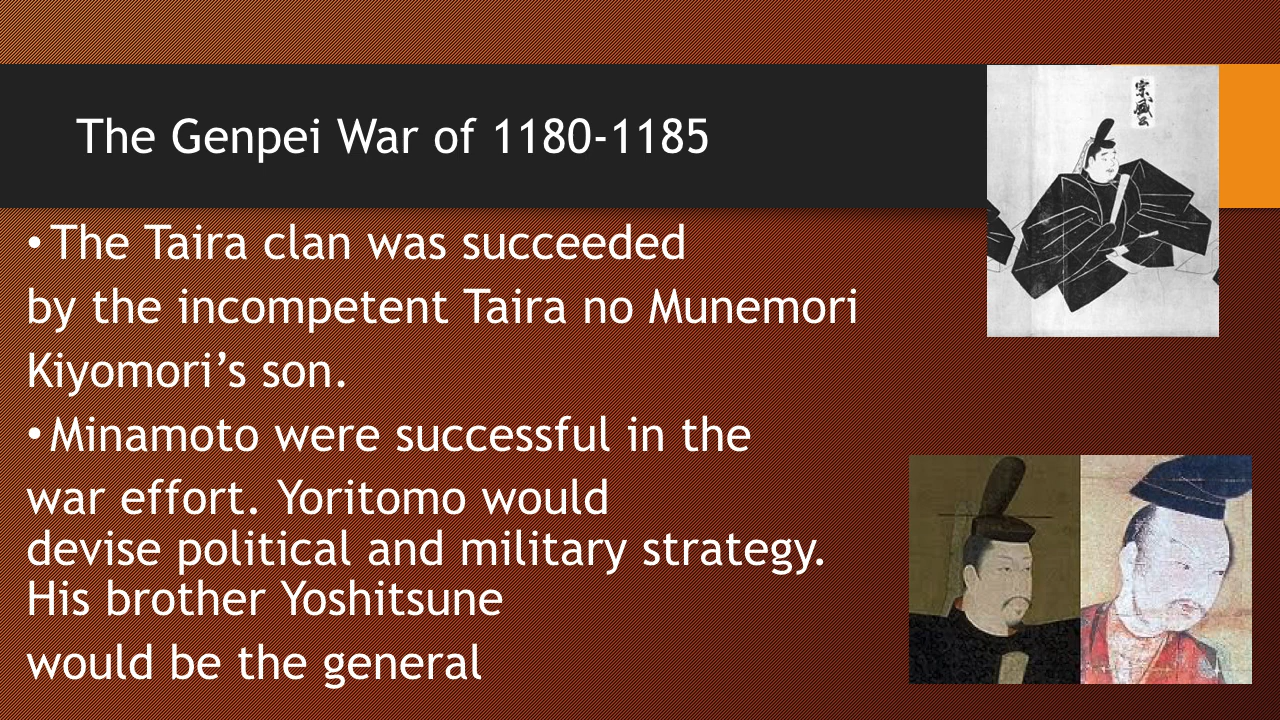 The Genpei War of 1180-1185
宗盛公
• The Taira clan was succeeded
by the incompetent Taira no Munemori
Kiyomori’s son.
• Minamoto were successful in the
war effort. Yoritomo would
devise political and military strategy.
His brother Yoshitsune
would be the general